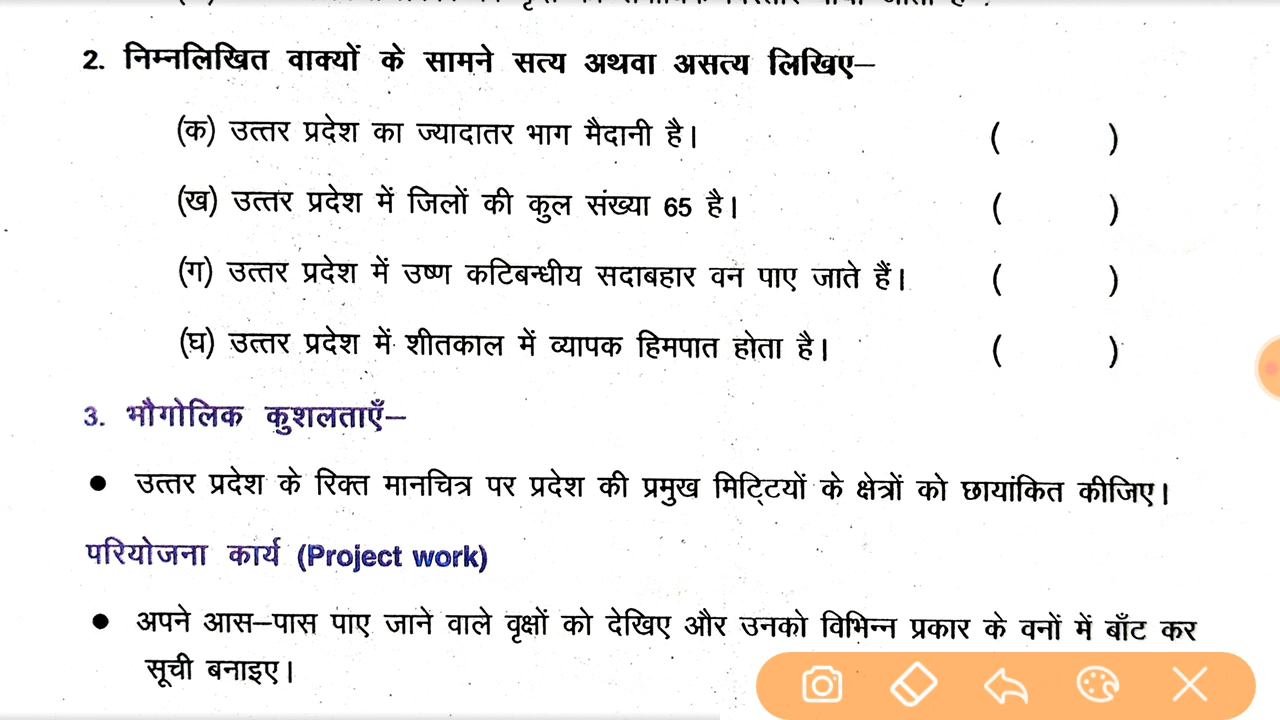 2. निम्नलिखित वाक्यों के सामने सत्य अथवा असत्य लिखिए—
(क) उत्तर प्रदेश का ज्यादातर भाग मैदानी है। ( )
(ख) उत्तर प्रदेश में जिलों की कुल संख्या 65 है। ( )
(ग) उत्तर प्रदेश में उष्ण कटिबन्धीय सदाबहार वन पाए जाते हैं। ( )
(घ) उत्तर प्रदेश में शीतकाल में व्यापक हिमपात होता है। ( )
3. भौगोलिक कुशलताएँ—
● उत्तर प्रदेश के रिक्त मानचित्र पर प्रदेश की प्रमुख मिट्टियों के क्षेत्रों को छायांकित कीजिए।
परियोजना कार्य (Project work)
● अपने आस—पास पाए जाने वाले वृक्षों को देखिए और उनको विभिन्न प्रकार के वनों में बाँट कर
सूची बनाइए।